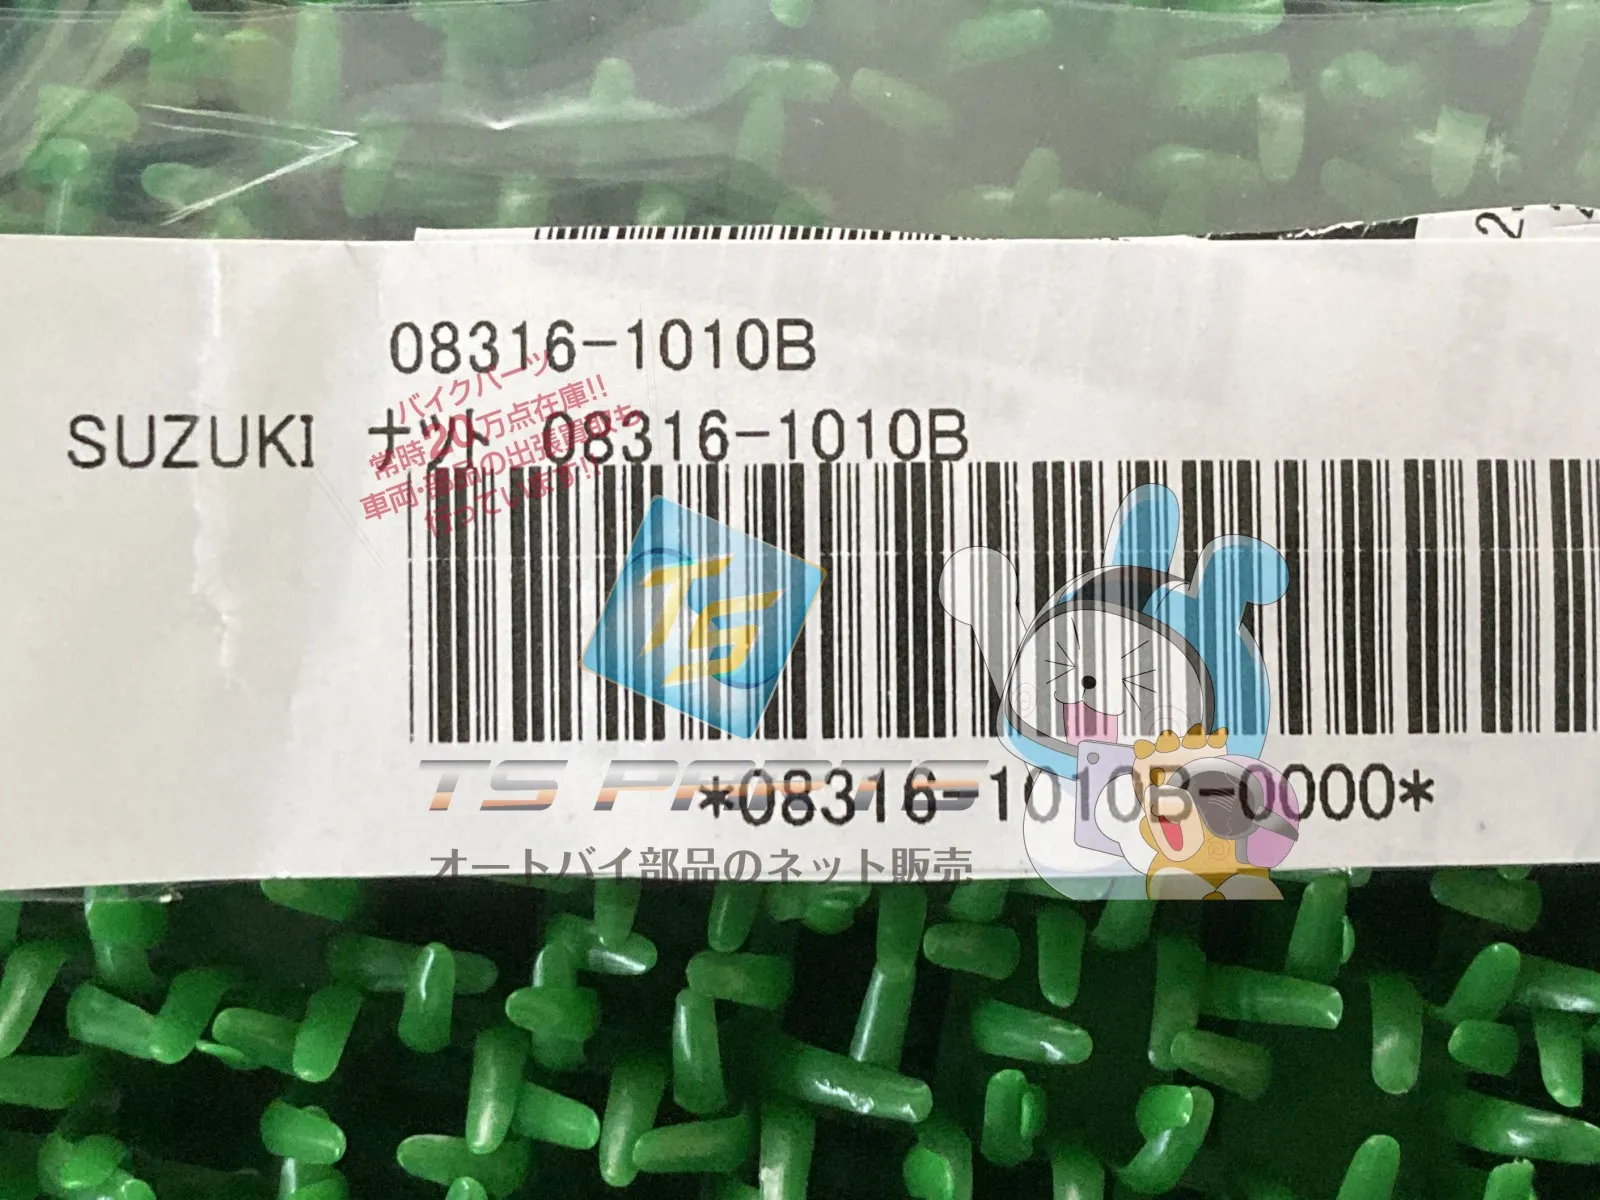 08316-1010B
SUZUKI ナット 08316-1010B
バイクパーツ
常時20万点在庫!!
車両・部品の出張買取も
行っています!!
TS
TS PARTS
*08316-1010B-0000*
オートバイ部品のネット販売